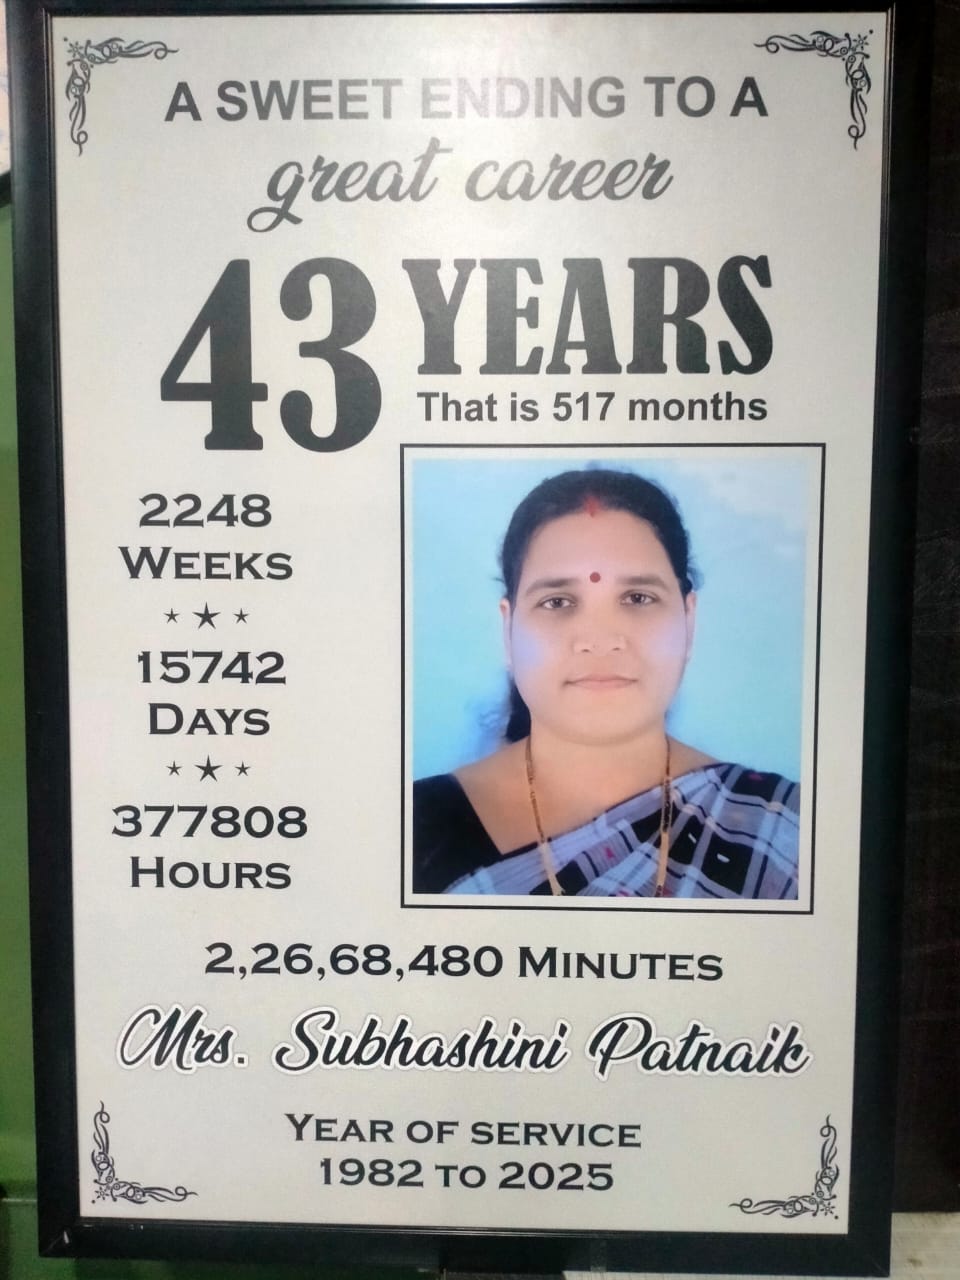 A SWEET ENDING TO A
great career
43 YEARS
That is 517 months
2248
WEEKS
15742
DAYS
377808
HOURS
2,26,68,480 MINUTES
Mrs. Subhashini Patnaik
YEAR OF SERVICE
1982 TO 2025